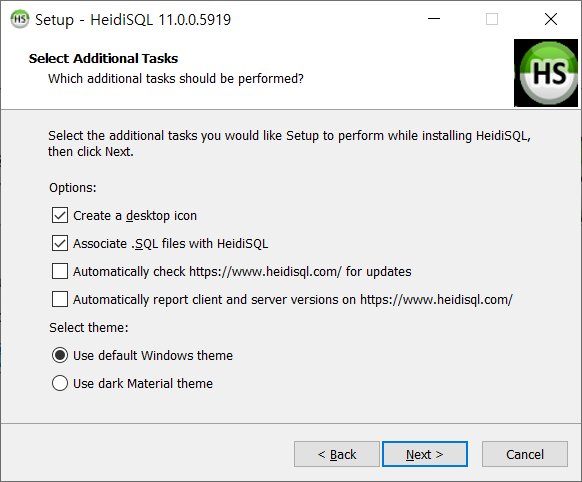 HS Setup - HeidiSQL 11.0.0.5919
Select Additional Tasks
Which additional tasks should be performed?
HS
Select the additional tasks you would like Setup to perform while installing HeidiSQL,
then click Next.
Options:
Create a desktop icon
Associate .SQL files with HeidiSQL
Automatically check https://www.heidisql.com/ for updates
Automatically report client and server versions on https://www.heidisql.com/
Select theme:
Use default Windows theme
Use dark Material theme
< Back Next > Cancel